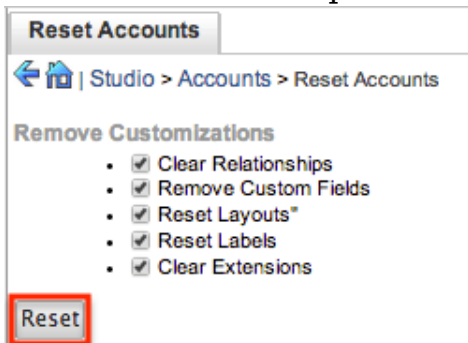 Reset Accounts
| Studio > Accounts > Reset Accounts
Remove Customizations
• Clear Relationships
• Remove Custom Fields
• Reset Layouts*
• Reset Labels
• Clear Extensions
Reset